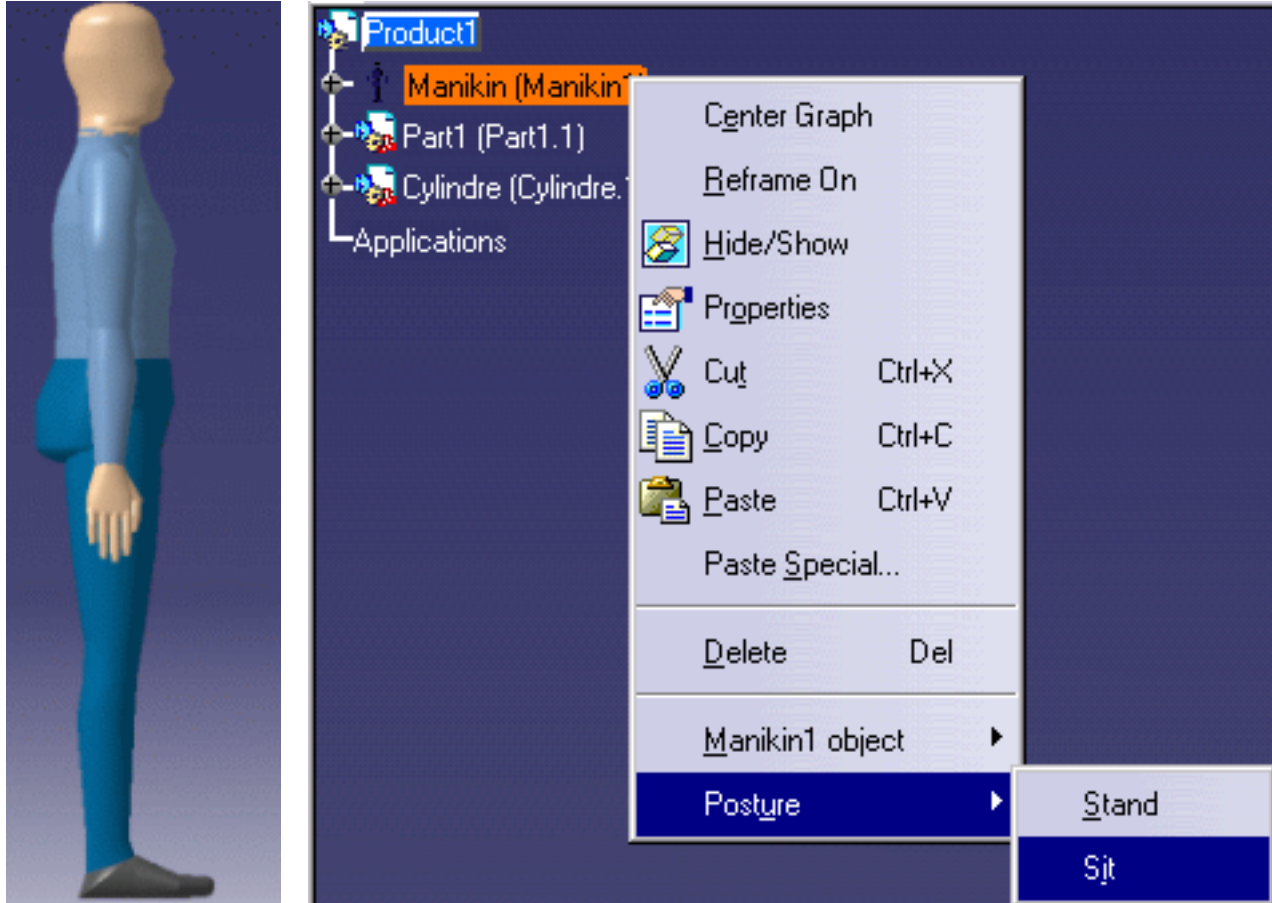 Product1
Manikin (Manikin1)
Part1 (Part1.1)
Cylindre (Cylindre.1
Applications
Center Graph
Reframe On
Hide/Show
Properties
Cut Ctrl+X
Copy Ctrl+C
Paste Ctrl+V
Paste Special...
Delete Del
Manikin1 object
Posture
Stand
Sit